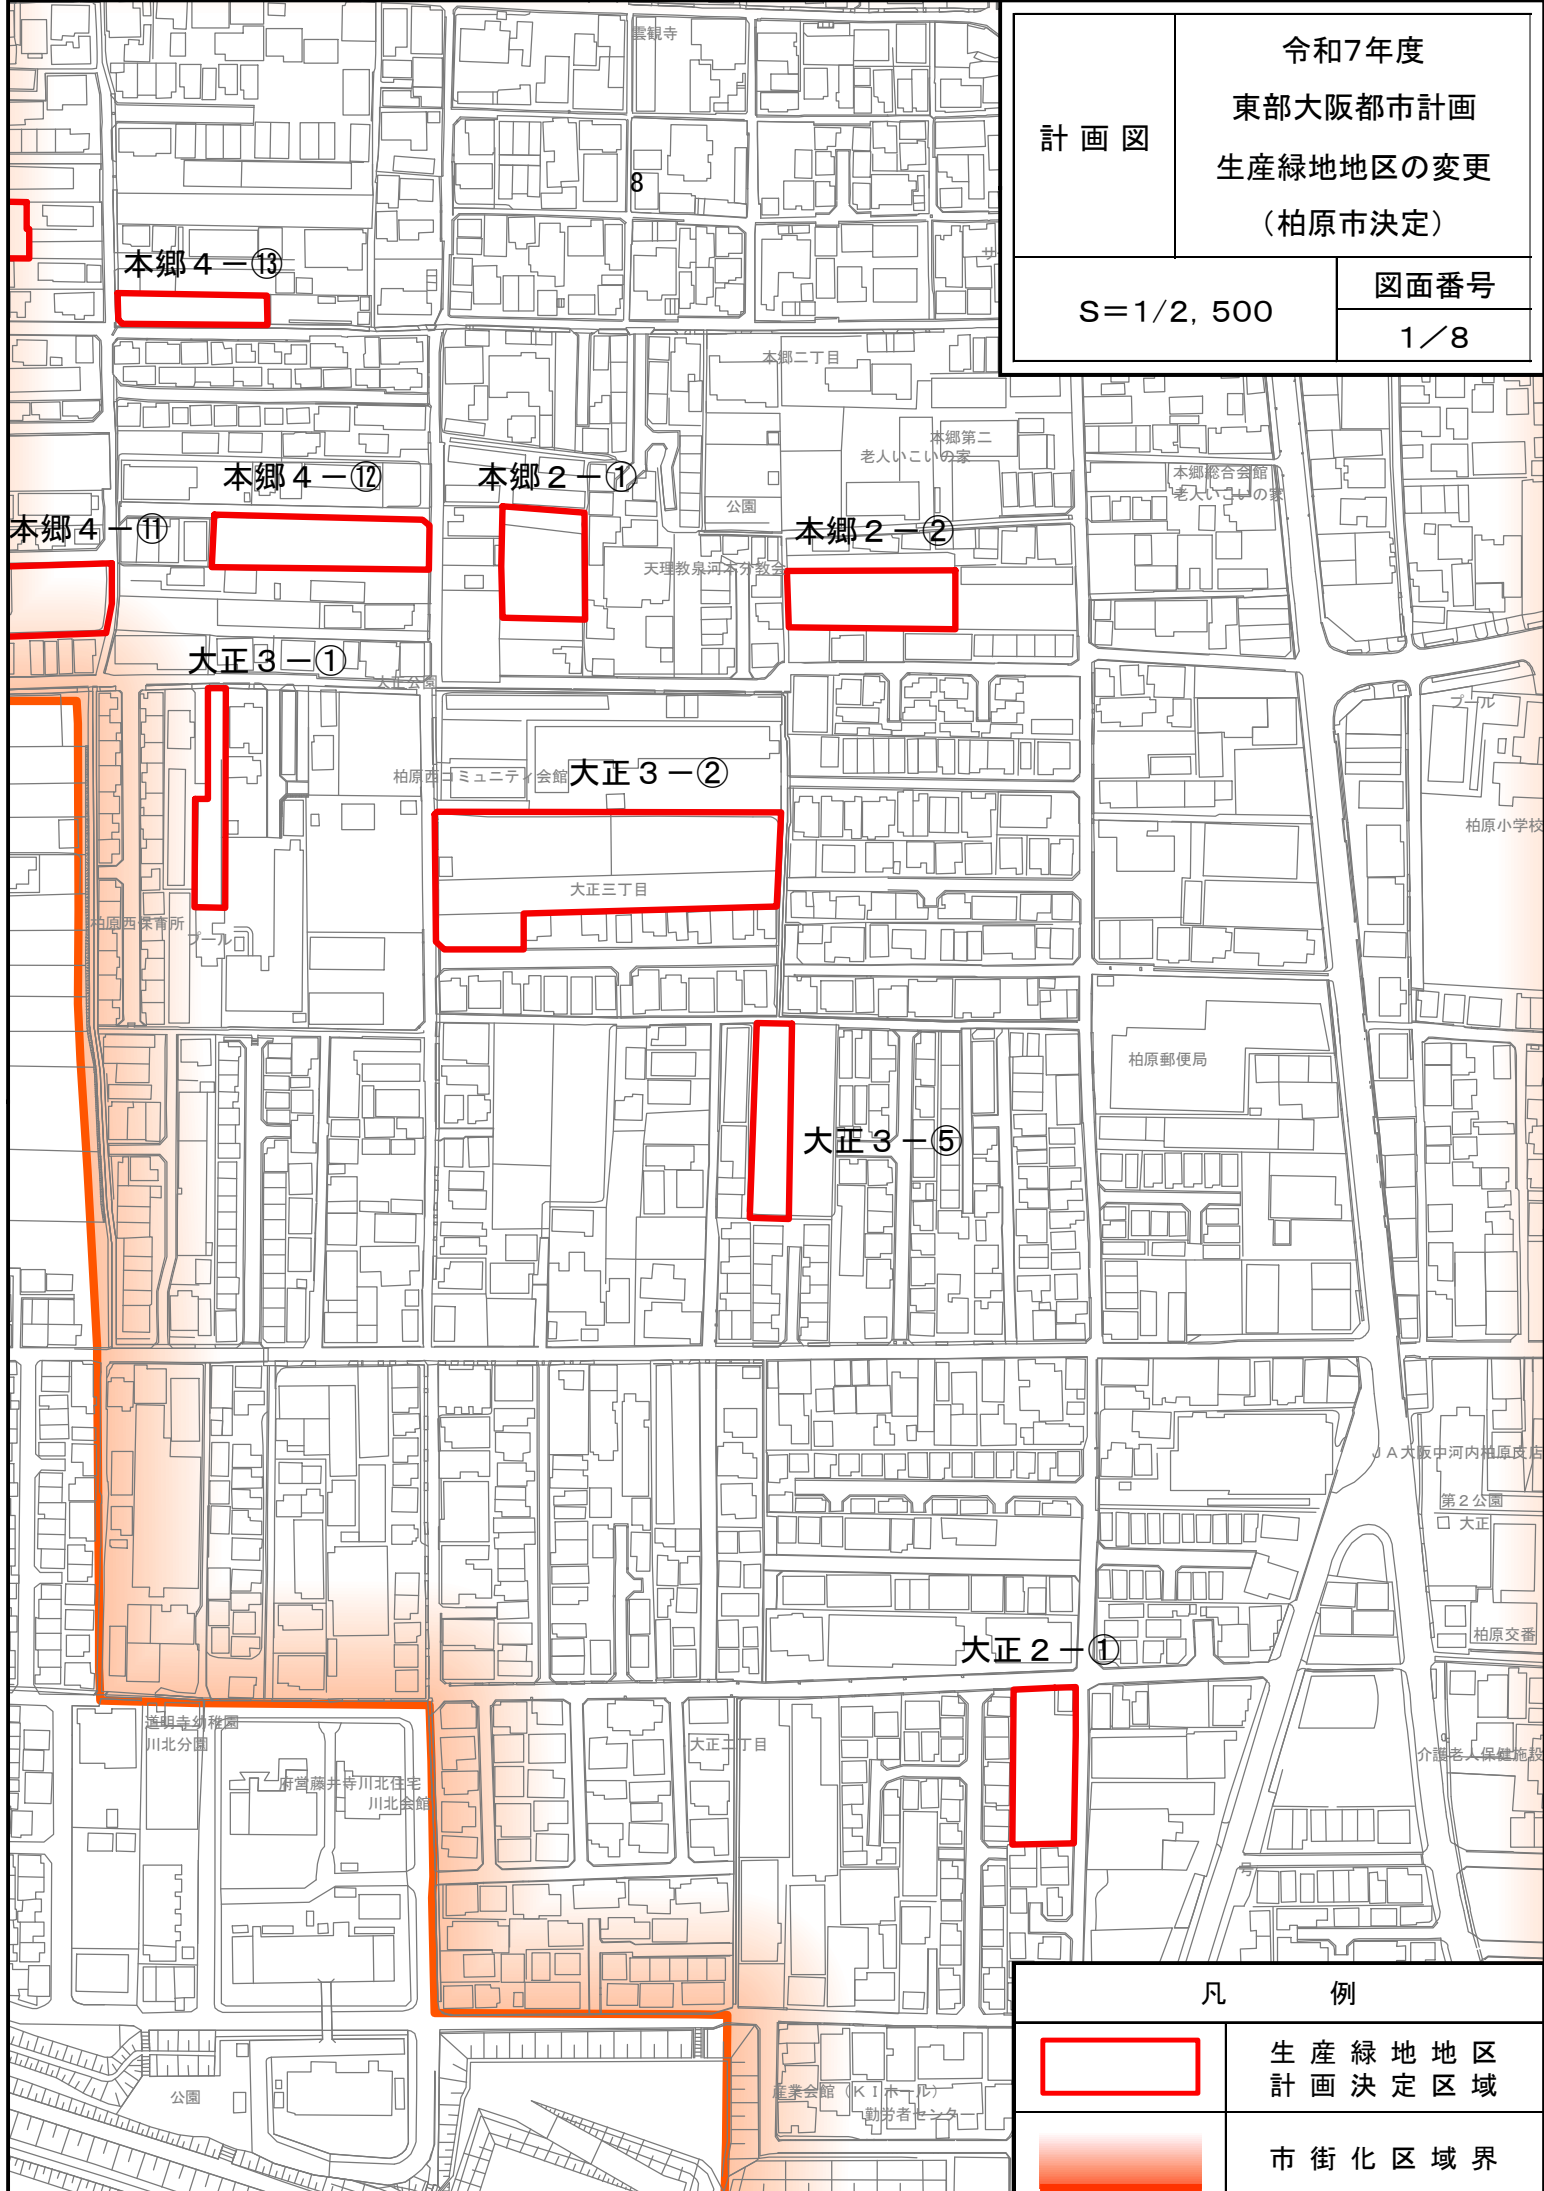 計画図
令和7年度
東部大阪都市計画
生産緑地地区の変更
（柏原市決定）
S＝1/2，500
図面番号
1／8
雲観寺
8
サ
本郷4－⑬
本郷二丁目
本郷第二
老人いこいの家
本郷総合会館
老人いこいの家
本郷4－⑫
本郷2－①
公園
本郷4－⑪
本郷2－②
天理教泉河本分教会
大正3－①
大正公園
プール
柏原西コミュニティ会館
大正3－②
柏原小学校
大正三丁目
柏原西保育所
プール
柏原郵便局
大正3－⑤
ＪＡ大阪中河内柏原支店
第2公園
大正
柏原交番
大正2－①
道明寺幼稚園
川北分園
大正二丁目
介護老人保健施設
府営藤井寺川北住宅
川北会館
号
公園
産業会館（ＫＩホール）
勤労者センター
凡例
生産緑地地区
計画決定区域
市街化区域界